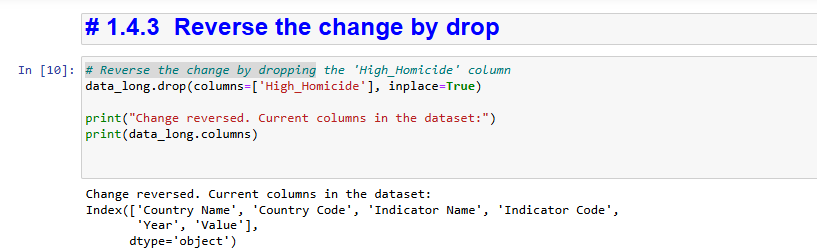 # 1.4.3 Reverse the change by drop
In [10]: # Reverse the change by dropping the 'High_Homicide' column
data_long.drop(columns=['High_Homicide'], inplace=True)
print("Change reversed. Current columns in the dataset:")
print(data_long.columns)
Change reversed. Current columns in the dataset:
Index(['Country Name', 'Country Code', 'Indicator Name', 'Indicator Code',
'Year', 'Value'],
dtype='object')